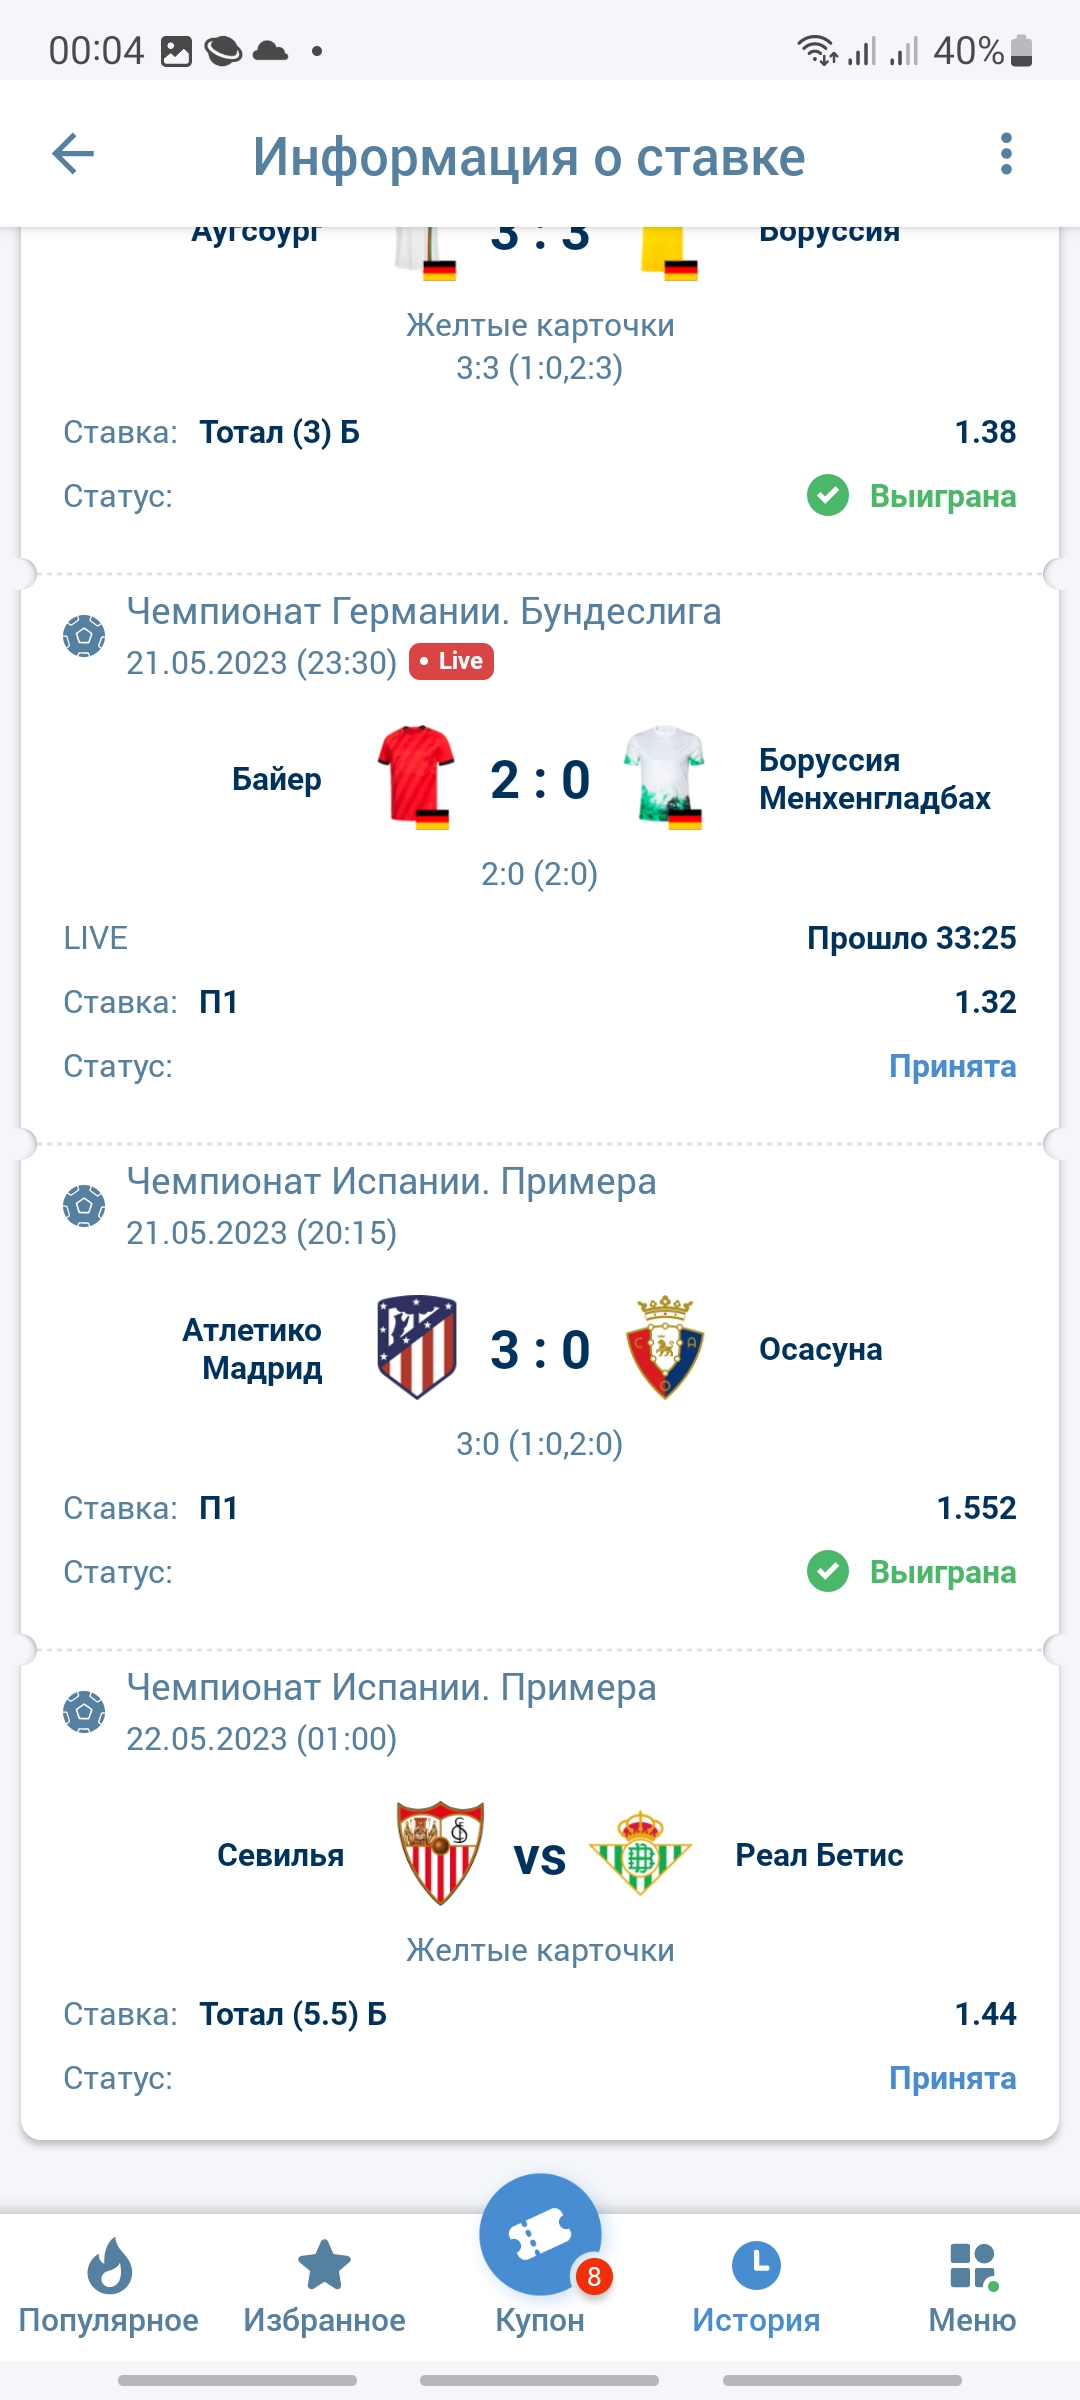 00:04
40%
Информация о ставке
Аугсбург 3 : 3 Боруссия
Желтые карточки
3:3 (1:0,2:3)
Ставка: Тотал (3) Б 1.38
Статус: Выиграна
Чемпионат Германии. Бундеслига
21.05.2023 (23:30) • Live
Байер 2 : 0 Боруссия
Менхенгладбах
2:0 (2:0)
LIVE Прошло 33:25
Ставка: П1 1.32
Статус: Принята
Чемпионат Испании. Примера
21.05.2023 (20:15)
Атлетико
Мадрид 3 : 0 Осасуна
3:0 (1:0,2:0)
Ставка: П1 1.552
Статус: Выиграна
Чемпионат Испании. Примера
22.05.2023 (01:00)
Севилья vs Реал Бетис
Желтые карточки
Ставка: Тотал (5.5) Б 1.44
Статус: Принята
8
Популярное Избранное Купон История Меню